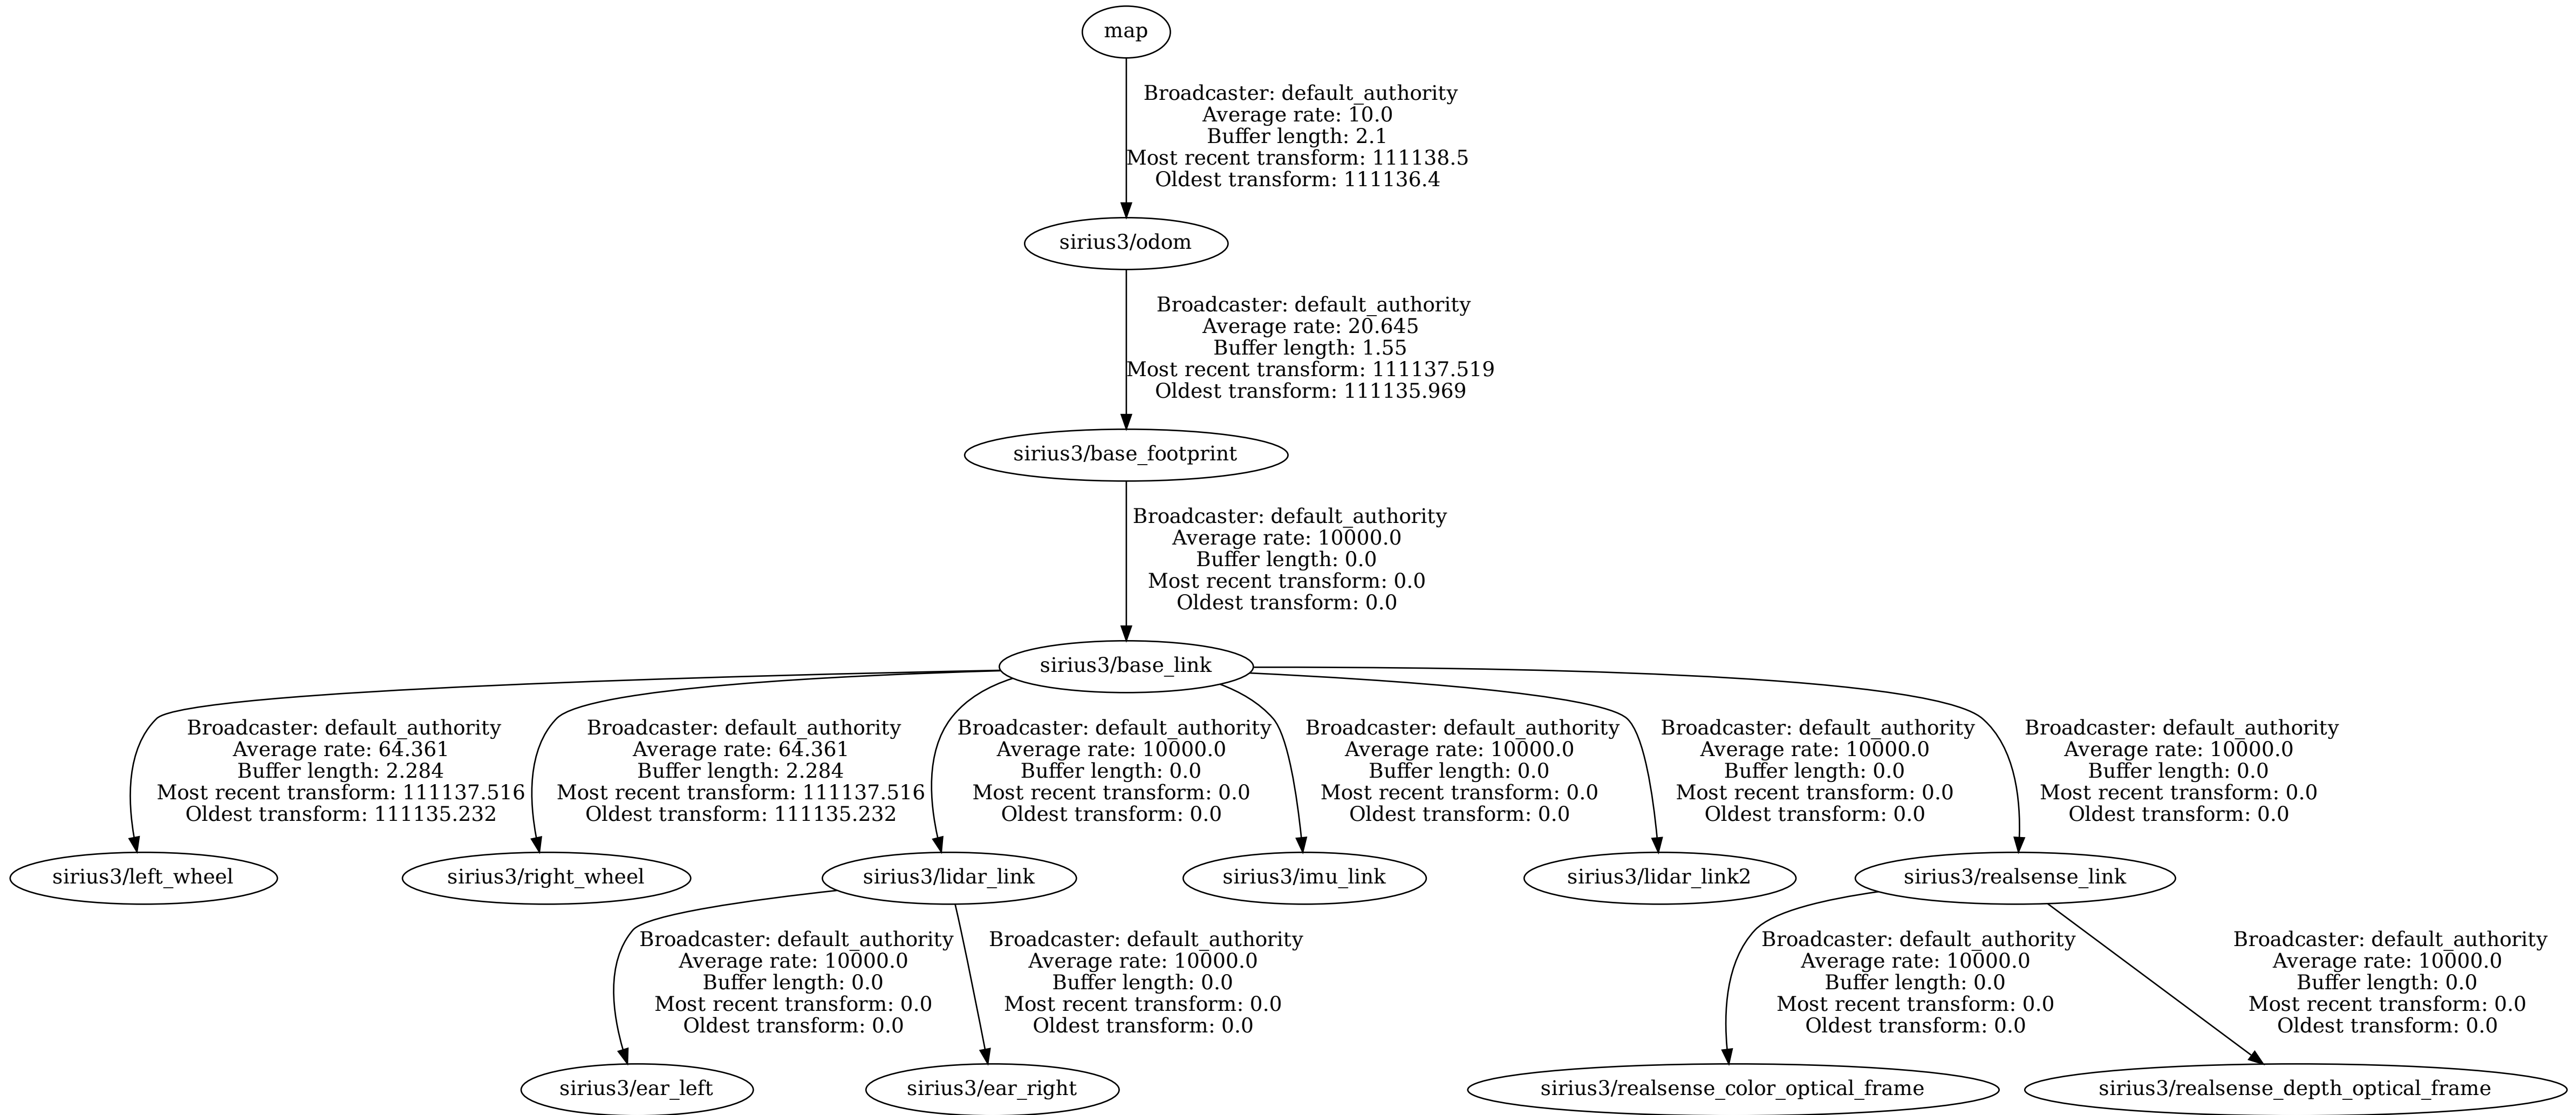 map
Broadcaster: default_authority
Average rate: 10.0
Buffer length: 2.1
Most recent transform: 111138.5
Oldest transform: 111136.4
sirius3/odom
Broadcaster: default_authority
Average rate: 20.645
Buffer length: 1.55
Most recent transform: 111137.519
Oldest transform: 111135.969
sirius3/base_footprint
Broadcaster: default_authority
Average rate: 10000.0
Buffer length: 0.0
Most recent transform: 0.0
Oldest transform: 0.0
sirius3/base_link
Broadcaster: default_authority
Average rate: 64.361
Buffer length: 2.284
Most recent transform: 111137.516
Oldest transform: 111135.232
Broadcaster: default_authority
Average rate: 64.361
Buffer length: 2.284
Most recent transform: 111137.516
Oldest transform: 111135.232
Broadcaster: default_authority
Average rate: 10000.0
Buffer length: 0.0
Most recent transform: 0.0
Oldest transform: 0.0
Broadcaster: default_authority
Average rate: 10000.0
Buffer length: 0.0
Most recent transform: 0.0
Oldest transform: 0.0
Broadcaster: default_authority
Average rate: 10000.0
Buffer length: 0.0
Most recent transform: 0.0
Oldest transform: 0.0
Broadcaster: default_authority
Average rate: 10000.0
Buffer length: 0.0
Most recent transform: 0.0
Oldest transform: 0.0
sirius3/left_wheel
sirius3/right_wheel
sirius3/lidar_link
sirius3/imu_link
sirius3/lidar_link2
sirius3/realsense_link
Broadcaster: default_authority
Average rate: 10000.0
Buffer length: 0.0
Most recent transform: 0.0
Oldest transform: 0.0
Broadcaster: default_authority
Average rate: 10000.0
Buffer length: 0.0
Most recent transform: 0.0
Oldest transform: 0.0
Broadcaster: default_authority
Average rate: 10000.0
Buffer length: 0.0
Most recent transform: 0.0
Oldest transform: 0.0
Broadcaster: default_authority
Average rate: 10000.0
Buffer length: 0.0
Most recent transform: 0.0
Oldest transform: 0.0
sirius3/ear_left
sirius3/ear_right
sirius3/realsense_color_optical_frame
sirius3/realsense_depth_optical_frame